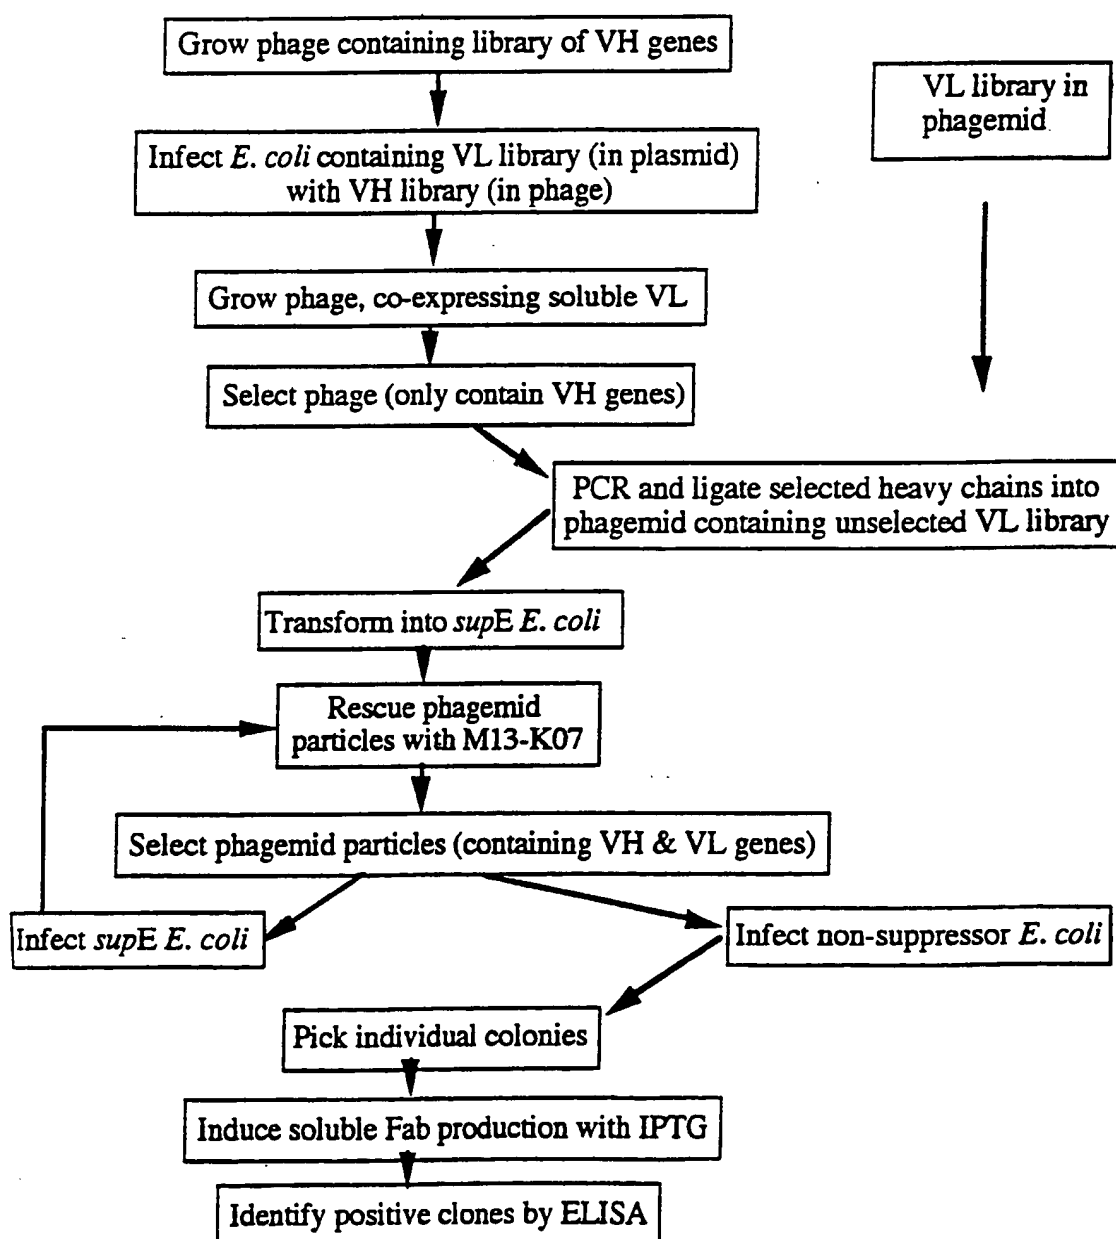 Grow phage containing library of VH genes
VL library in
phagemid
Infect E. coli containing VL library (in plasmid)
with VH library (in phage)
Grow phage, co-expressing soluble VL
Select phage (only contain VH genes)
PCR and ligate selected heavy chains into
phagemid containing unselected VL library
Transform into supE E. coli
Rescue phagemid
particles with M13-K07
Select phagemid particles (containing VH & VL genes)
Infect supE E. coli
Infect non-suppressor E. coli
Pick individual colonies
Induce soluble Fab production with IPTG
Identify positive clones by ELISA